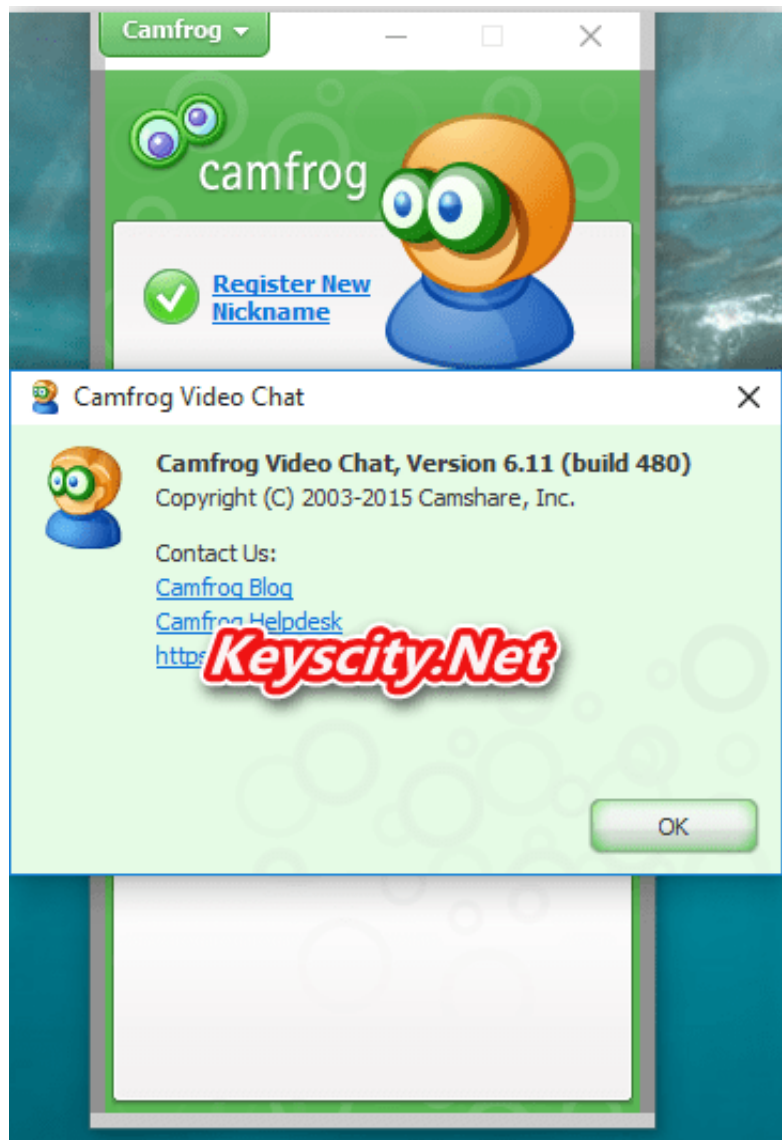 Camfrog
camfrog
Register New
Nickname
Camfrog Video Chat
Camfrog Video Chat, Version 6.11 (build 480)
Copyright (C) 2003-2015 Camshare, Inc.
Contact Us:
Camfrog Blog
Camfrog Helpdesk
https
Keyscity.Net
OK